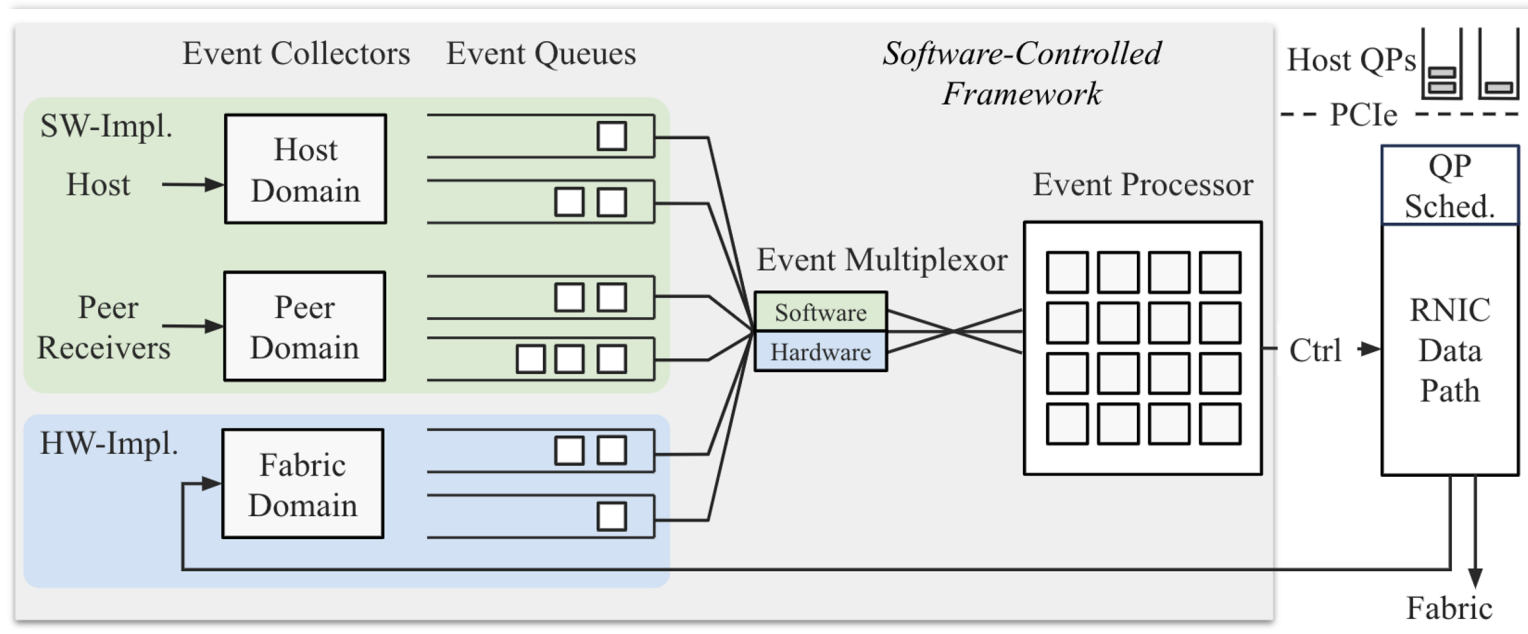 Event Collectors
Event Queues
Software-Controlled
Framework
Host QPs
PCIe
SW-Impl.
Host
Host
Domain
Peer
Receivers
Peer
Domain
HW-Impl.
Fabric
Domain
Event Multiplexor
Software
Hardware
Event Processor
Ctrl
QP
Sched.
RNIC
Data
Path
Fabric